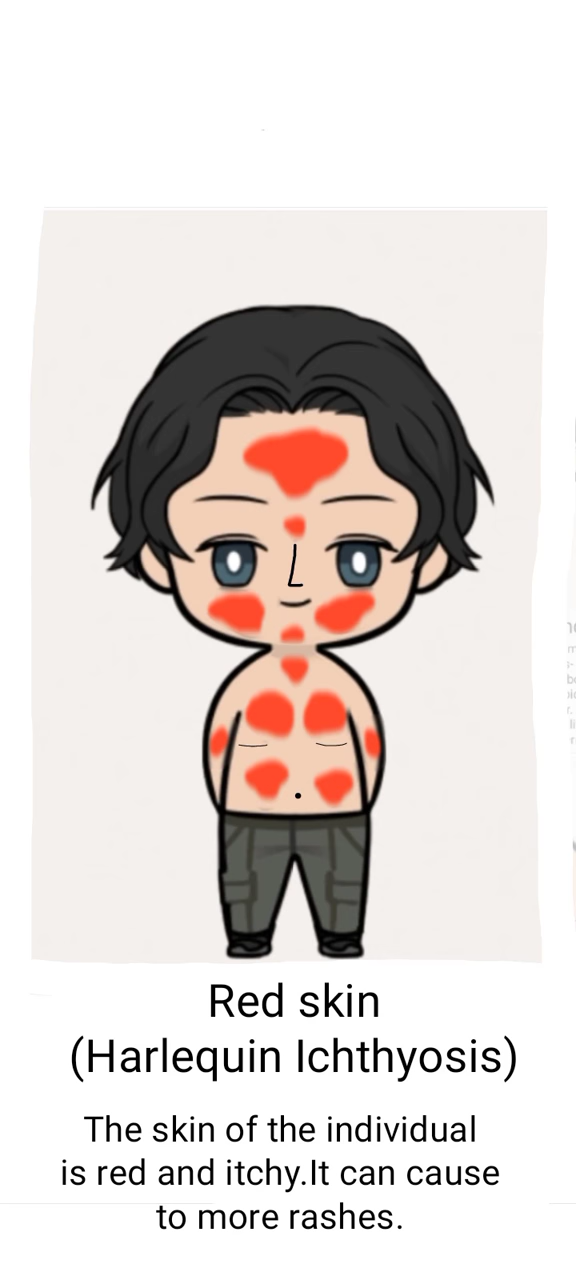 Red skin
(Harlequin Ichthyosis)
The skin of the individual
is red and itchy.It can cause
to more rashes.